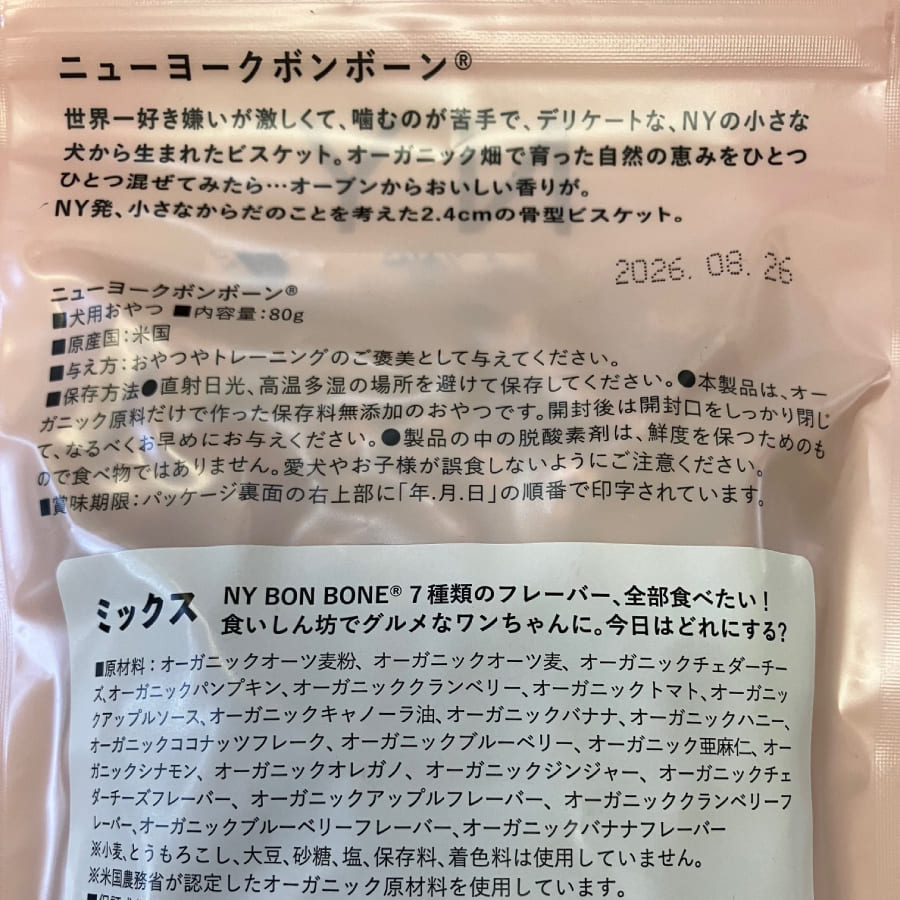 ニューヨークボンボーン®
世界一好き嫌いが激しくて、噛むのが苦手で、デリケートな、NYの小さな
犬から生まれたビスケット。オーガニック畑で育った自然の恵みをひとつ
ひとつ混ぜてみたら…オーブンからおいしい香りが。
NY発、小さなからだのことを考えた2.4cmの骨型ビスケット。
2026. 08. 26
ニューヨークボンボーン®
■犬用おやつ ■内容量:80g
■原産国:米国
■与え方:おやつやトレーニングのご褒美として与えてください。
■保存方法●直射日光、高温多湿の場所を避けて保存してください。●本製品は、オー
ガニック原料だけで作った保存料無添加のおやつです。開封後は開封口をしっかり閉じ
て、なるべくお早めにお与えください。●製品の中の脱酸素剤は、鮮度を保つためのも
ので食べ物ではありません。愛犬やお子様が誤食しないようにご注意ください。
■賞味期限:パッケージ裏面の右上部に「年.月.日」の順番で印字されています。
ミックス
NY BON BONE® 7種類のフレーバー、全部食べたい!
食いしん坊でグルメなワンちゃんに。今日はどれにする?
■原材料:オーガニックオーツ麦粉、オーガニックオーツ麦、オーガニックチェダーチー
ズ、オーガニックパンプキン、オーガニッククランベリー、オーガニックトマト、オーガニッ
クアップルソース、オーガニックキャノーラ油、オーガニックバナナ、オーガニックハニー、
オーガニックココナッツフレーク、オーガニックブルーベリー、オーガニック亜麻仁、オー
ガニックシナモン、オーガニックオレガノ、オーガニックジンジャー、オーガニックチェ
ダーチーズフレーバー、オーガニックアップルフレーバー、オーガニッククランベリーフ
レーバー、オーガニックブルーベリーフレーバー、オーガニックバナナフレーバー
※小麦、とうもろこし、大豆、砂糖、塩、保存料、着色料は使用していません。
※米国農務省が認定したオーガニック原材料を使用しています。